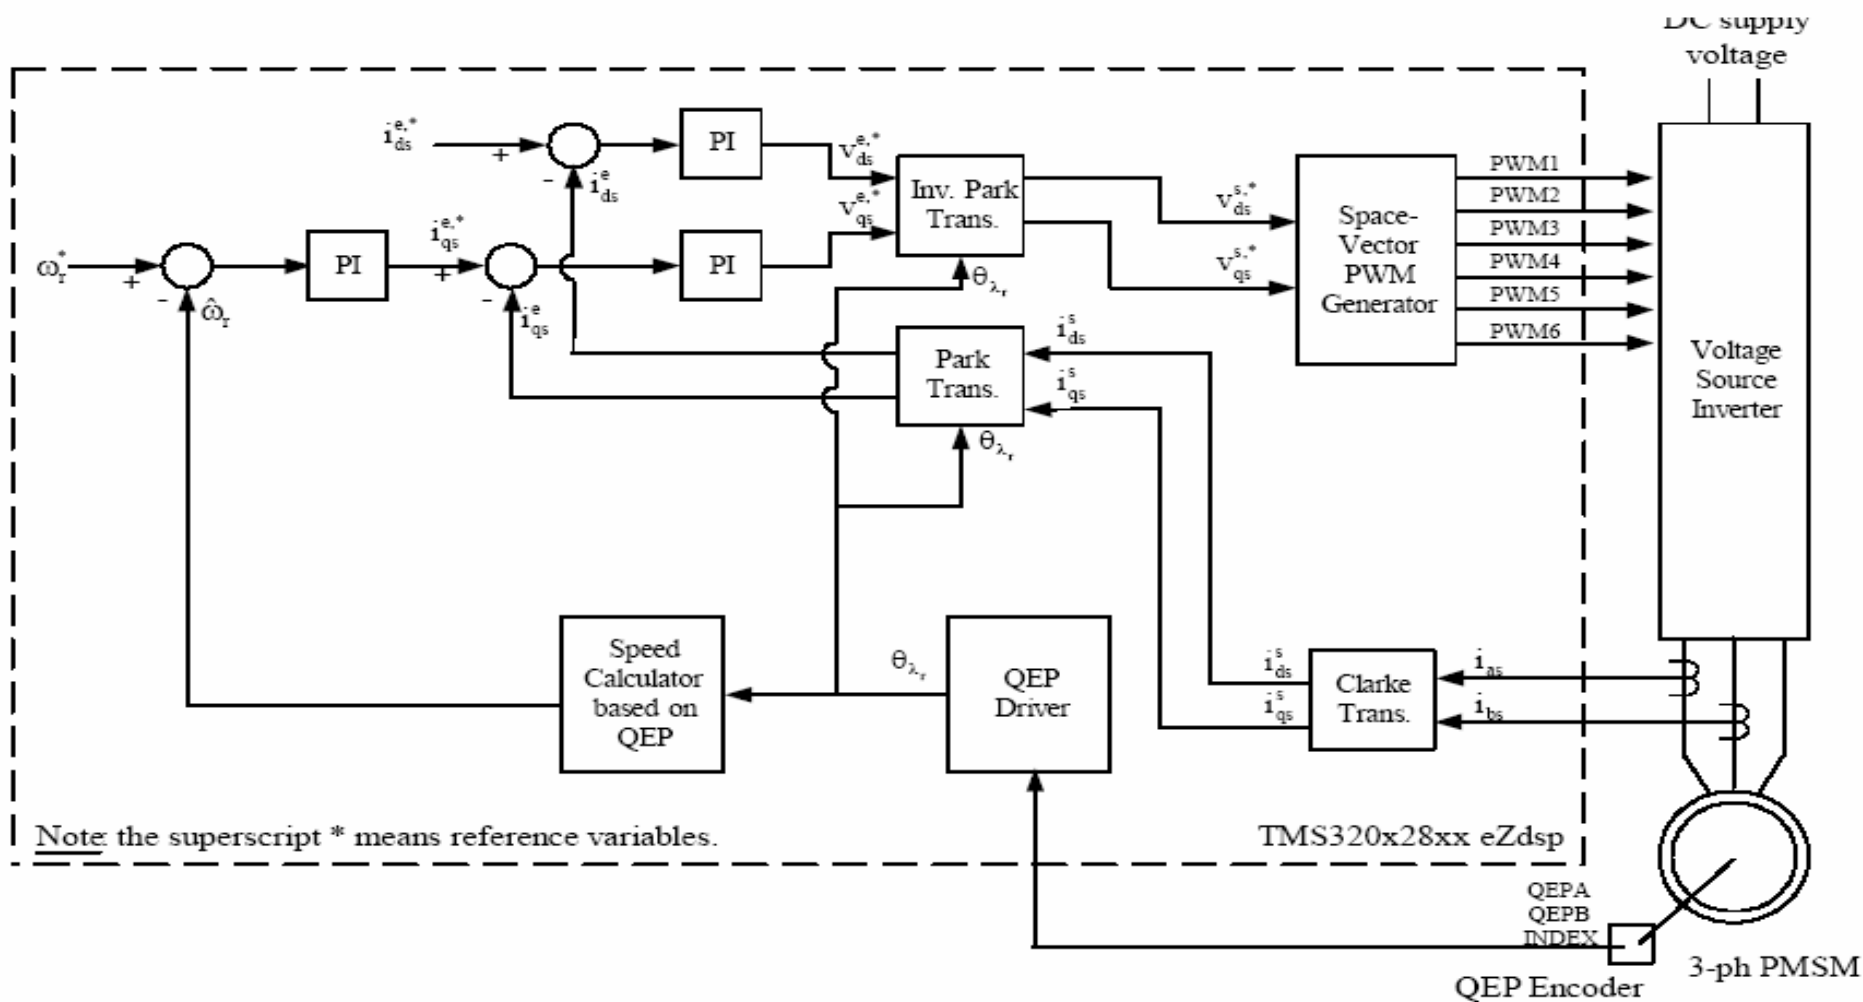 DC supply
voltage
i_ds^e,*
+
-
i_ds^e
PI
v_ds^e,*
v_qs^e,*
Inv. Park
Trans.
θ_λr
v_ds^s,*
v_qs^s,*
Space-
Vector
PWM
Generator
PWM1
PWM2
PWM3
PWM4
PWM5
PWM6
Voltage
Source
Inverter
ω_r^*
+
-
ω̂_r
PI
i_qs^e,*
+
-
i_qs^e
PI
Park
Trans.
θ_λr
i_ds^s
i_qs^s
Speed
Calculator
based on
QEP
θ_λr
QEP
Driver
i_ds^s
i_qs^s
Clarke
Trans.
i_as
i_bs
Note: the superscript * means reference variables.
TMS320x28xx eZdsp
QEPA
QEPB
INDEX
QEP Encoder
3-ph PMSM